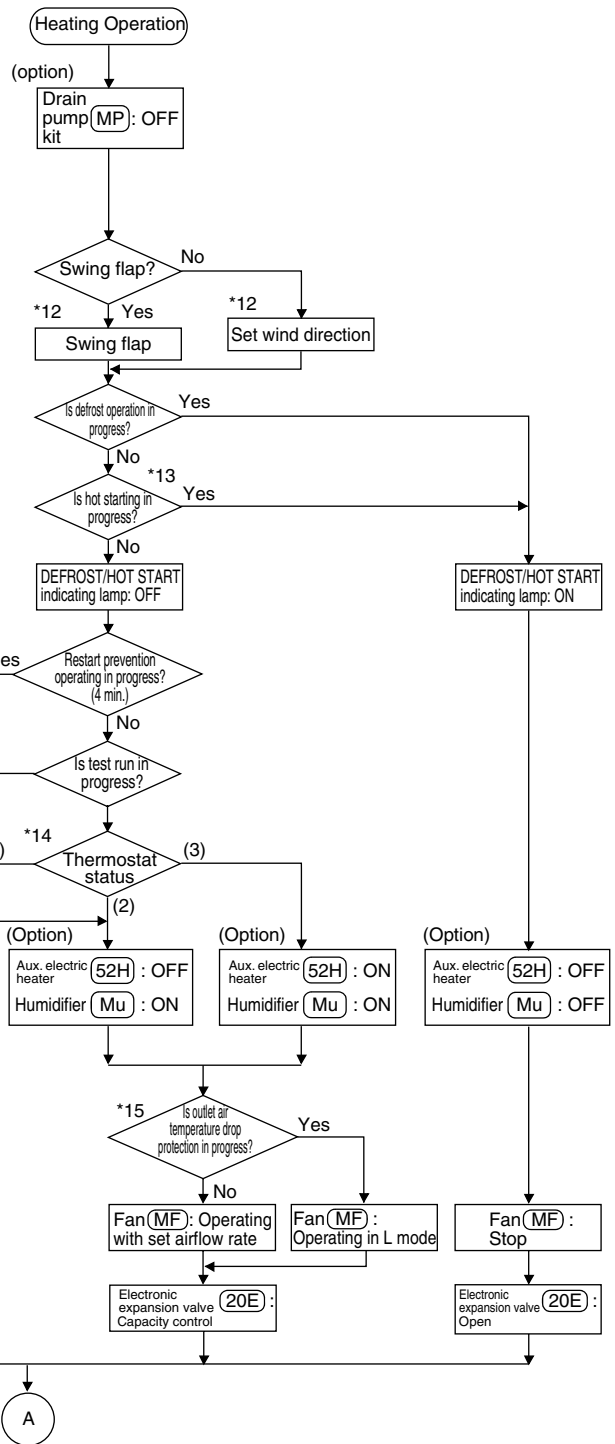 Heating Operation
(option)
Drain
pump MP : OFF
kit
Swing flap?
No
*12
Yes
*12
Swing flap
Set wind direction
Is defrost operation in
progress?
Yes
No
*13
Is hot starting in
progress?
Yes
No
DEFROST/HOT START
indicating lamp: OFF
DEFROST/HOT START
indicating lamp: ON
es
Restart prevention
operating in progress?
(4 min.)
No
Is test run in
progress?
*14
)
Thermostat
status
(3)
(2)
(Option)
Aux. electric
heater 52H : OFF
Humidifier Mu : ON
(Option)
Aux. electric
heater 52H : ON
Humidifier Mu : ON
(Option)
Aux. electric
heater 52H : OFF
Humidifier Mu : OFF
*15
Is outlet air
temperature drop
protection in progress?
Yes
No
Fan MF : Operating
with set airflow rate
Fan MF :
Operating in L mode
Fan MF :
Stop
Electronic
expansion valve 20E :
Capacity control
Electronic
expansion valve 20E :
Open
A